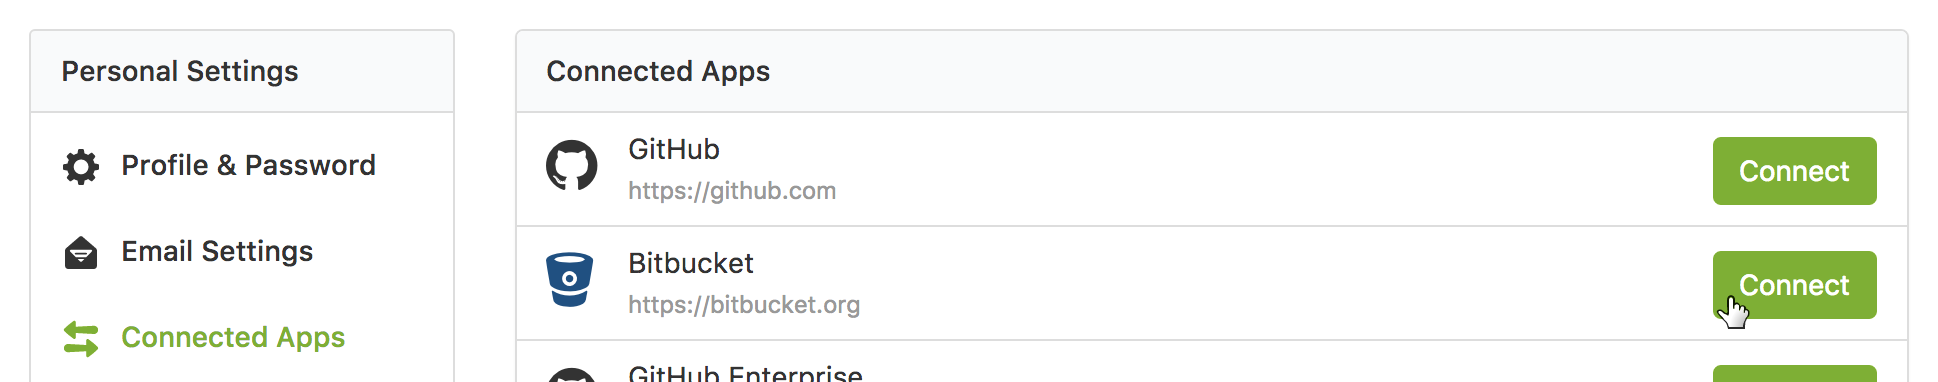 Personal Settings
Profile & Password
Email Settings
Connected Apps
Connected Apps
GitHub
https://github.com
Connect
Bitbucket
https://bitbucket.org
Connect
GitHub Enterprise